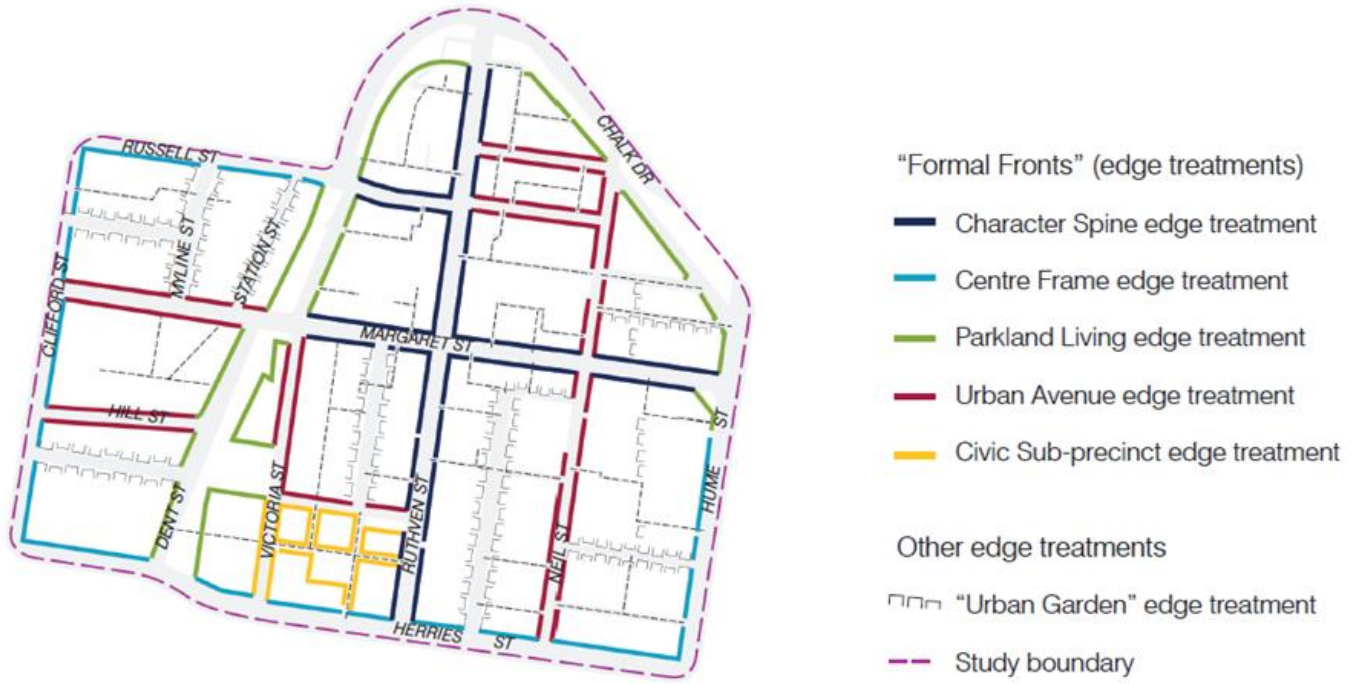 RUSSELL ST
MYLINE ST
STATION ST
CLIFFORD ST
CHALK DR
MARGARET ST
HILL ST
DENT ST
VICTORIA ST
RUTHVEN ST
NEIL ST
HUME ST
HERRIES ST
“Formal Fronts” (edge treatments)
Character Spine edge treatment
Centre Frame edge treatment
Parkland Living edge treatment
Urban Avenue edge treatment
Civic Sub-precinct edge treatment
Other edge treatments
“Urban Garden” edge treatment
Study boundary